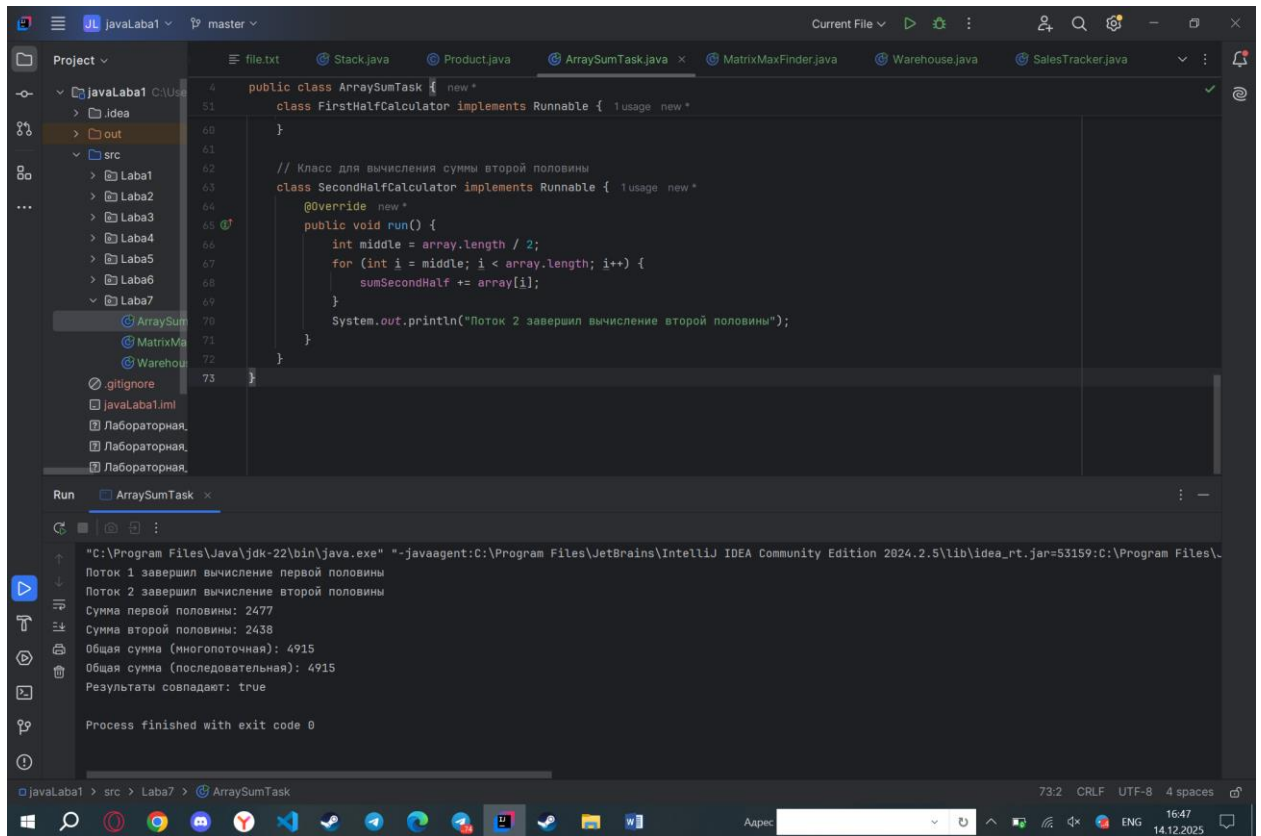 JL javaLaba1 master Current File
Project
file.txt Stack.java Product.java ArraySumTask.java MatrixMaxFinder.java Warehouse.java SalesTracker.java
javaLaba1 C:\Use
.idea
out
src
Laba1
Laba2
Laba3
Laba4
Laba5
Laba6
Laba7
ArraySum
MatrixMa
Warehou
.gitignore
javaLaba1.iml
Лабораторная_
Лабораторная_
Лабораторная_
4 public class ArraySumTask { new *
51 class FirstHalfCalculator implements Runnable { 1 usage new *
60 }
61
62 // Класс для вычисления суммы второй половины
63 class SecondHalfCalculator implements Runnable { 1 usage new *
64 @Override new *
65 public void run() {
66 int middle = array.length / 2;
67 for (int i = middle; i < array.length; i++) {
68 sumSecondHalf += array[i];
69 }
70 System.out.println("Поток 2 завершил вычисление второй половины");
71 }
72 }
73 }
Run ArraySumTask
"C:\Program Files\Java\jdk-22\bin\java.exe" "-javaagent:C:\Program Files\JetBrains\IntelliJ IDEA Community Edition 2024.2.5\lib\idea_rt.jar=53159:C:\Program Files\J
Поток 1 завершил вычисление первой половины
Поток 2 завершил вычисление второй половины
Сумма первой половины: 2477
Сумма второй половины: 2438
Общая сумма (многопоточная): 4915
Общая сумма (последовательная): 4915
Результаты совпадают: true
Process finished with exit code 0
javaLaba1 > src > Laba7 > ArraySumTask 73:2 CRLF UTF-8 4 spaces
Адрес ENG 16:47
14.12.2025